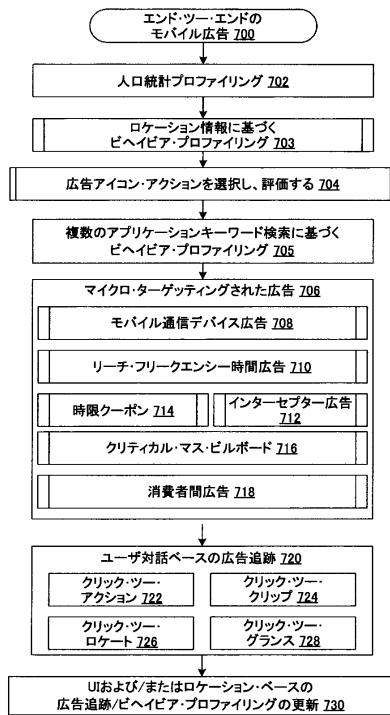 エンド・ツー・エンドの
モバイル広告 700
人口統計プロファイリング 702
ロケーション情報に基づく
ビヘイビア・プロファイリング
703
広告アイコン・アクションを選択し、評価する 704
複数のアプリケーションキーワード検索に基づく
ビヘイビア・プロファイリング 705
マイクロ・ターゲッティングされた広告 706
モバイル通信デバイス広告 708
リーチ・フリークエンシー時間広告 710
時限クーポン 714
インターセプター広告
712
クリティカル・マス・ビルボード 716
消費者間広告 718
ユーザ対話ベースの広告追跡 720
クリック・ツー・
アクション 722
クリック・ツー・
クリップ 724
クリック・ツー・
ロケート 726
クリック・ツー・
グランス 728
UIおよび/またはロケーション・ベースの
広告追跡/ビヘイビア・プロファイリングの更新 730